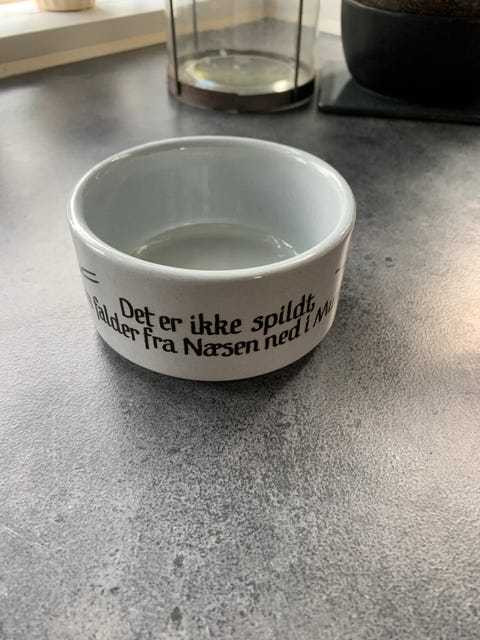 Det er ikke spildt,
falder fra Næsen ned i